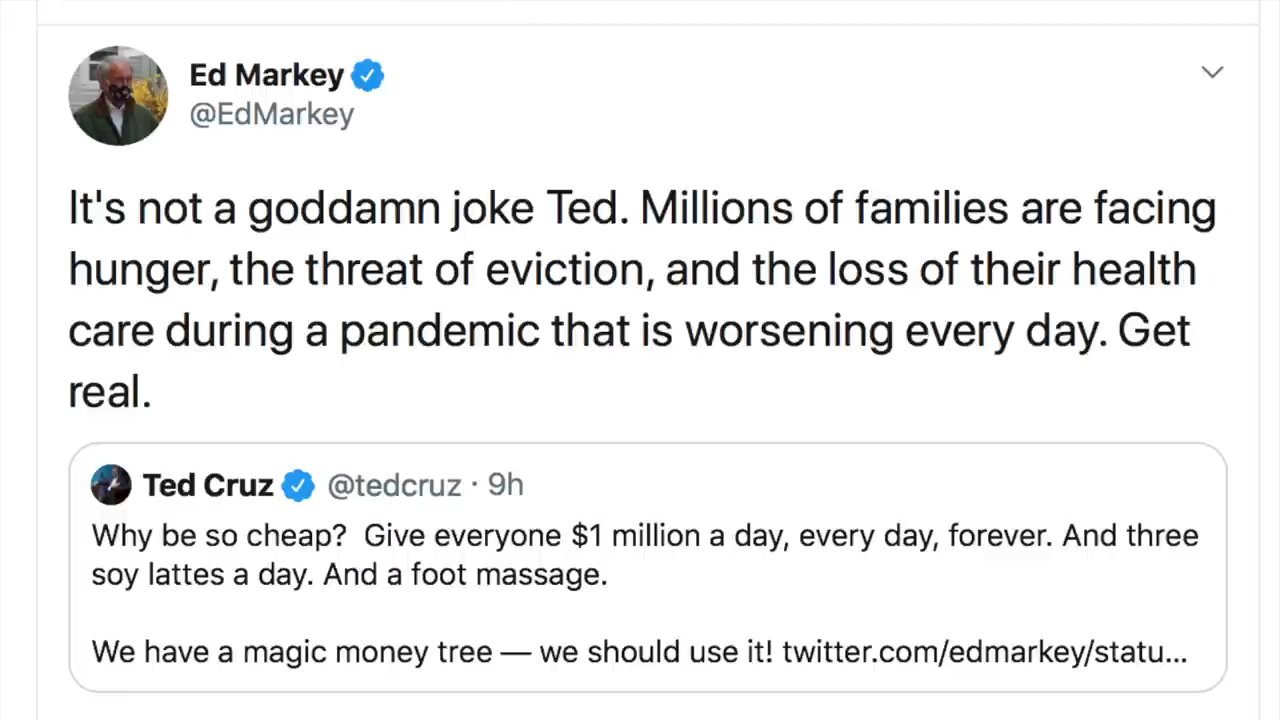 Ed Markey
@EdMarkey
It's not a goddamn joke Ted. Millions of families are facing
hunger, the threat of eviction, and the loss of their health
care during a pandemic that is worsening every day. Get
real.
Ted Cruz @tedcruz · 9h
Why be so cheap?  Give everyone $1 million a day, every day, forever. And three
soy lattes a day. And a foot massage.
We have a magic money tree — we should use it! twitter.com/edmarkey/statu...